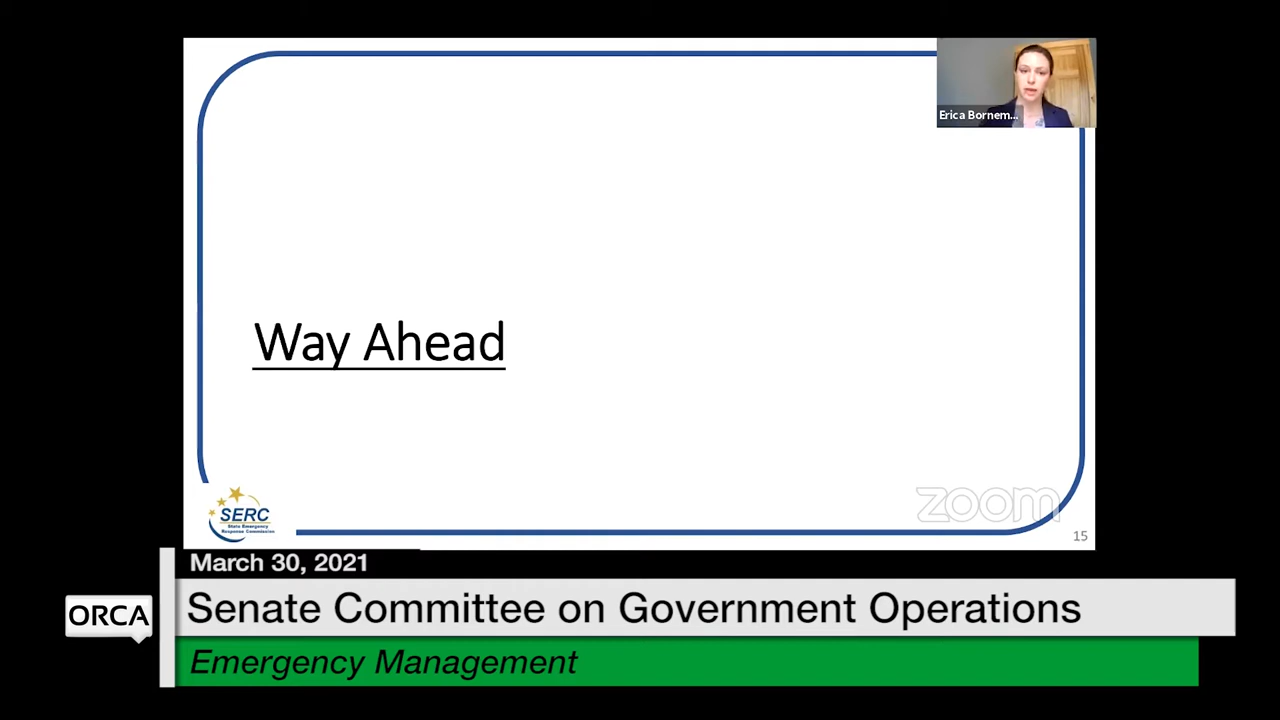 Erica Bornem...
Way Ahead
SERC
State Emergency
Response Commission
zoom
15
March 30, 2021
ORCA
Senate Committee on Government Operations
Emergency Management